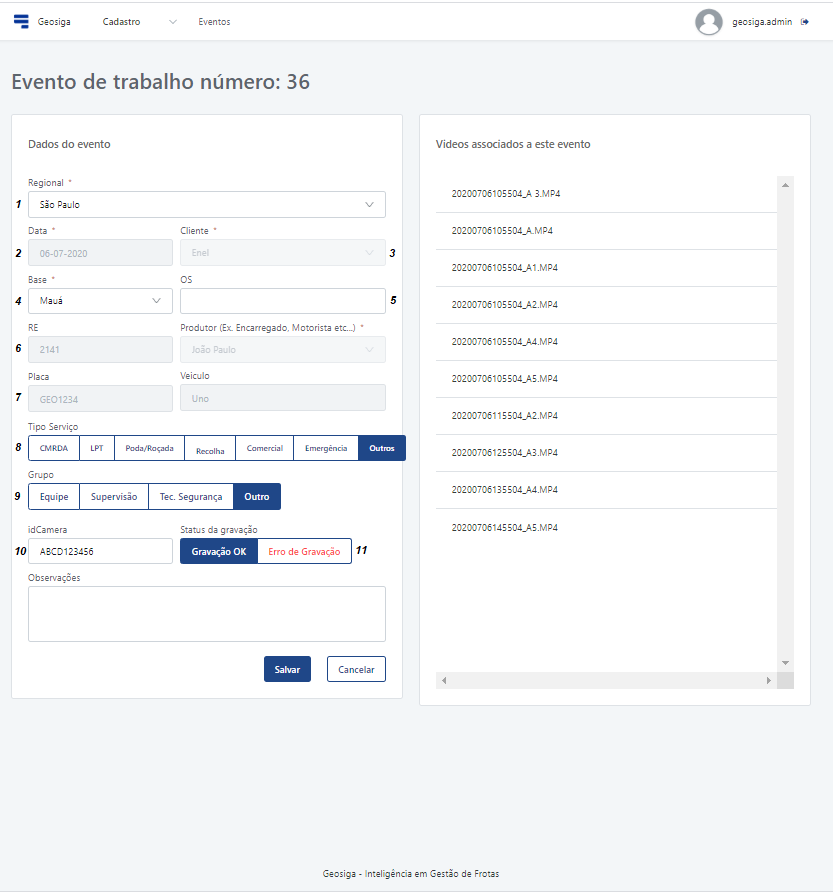 Geosiga Cadastro Eventos geosiga.admin
Evento de trabalho número: 36
Dados do evento
Regional *
1 São Paulo
Data * Cliente *
2 06-07-2020 Enel 3
Base * OS
4 Mauá 5
RE Produtor (Ex. Encarregado, Motorista etc...) *
6 2141 João Paulo
Placa Veiculo
7 GEO1234 Uno
Tipo Serviço
8 CMRDA LPT Poda/Roçada Recolha Comercial Emergência Outros
Grupo
9 Equipe Supervisão Tec. Segurança Outro
idCamera Status da gravação
10 ABCD123456 Gravação OK Erro de Gravação 11
Observações
Salvar Cancelar
Videos associados a este evento
20200706105504_A 3.MP4
20200706105504_A.MP4
20200706105504_A1.MP4
20200706105504_A2.MP4
20200706105504_A4.MP4
20200706105504_A5.MP4
20200706115504_A2.MP4
20200706125504_A3.MP4
20200706135504_A4.MP4
20200706145504_A5.MP4
Geosiga - Inteligência em Gestão de Frotas